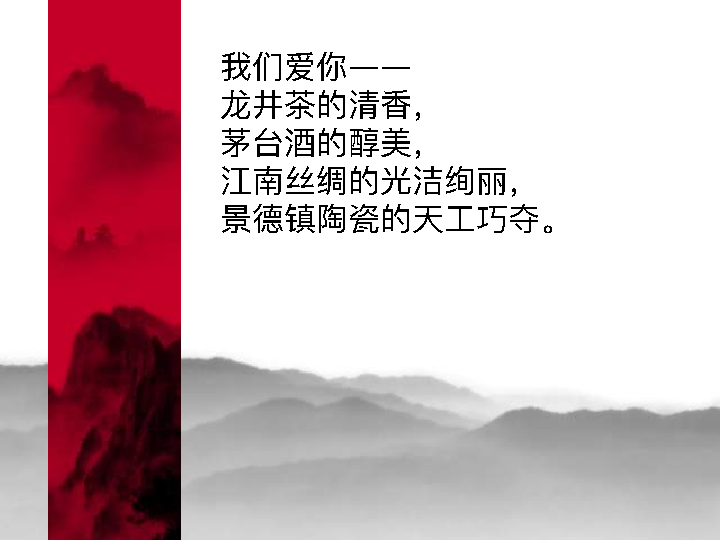 我们爱你——
龙井茶的清香，
茅台酒的醇美，
江南丝绸的光洁绚丽，
景德镇陶瓷的天工巧夺。